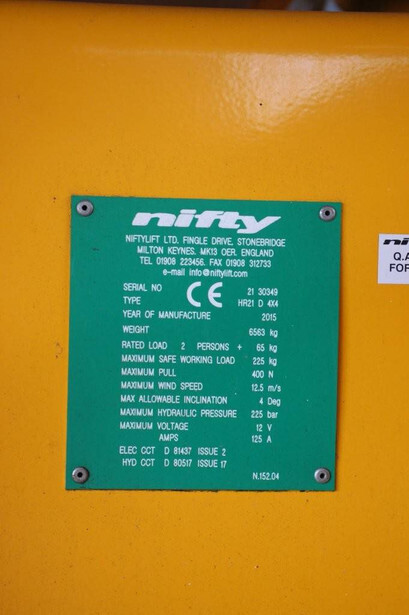 nifty
NIFTYLIFT LTD. FINGLE DRIVE, STONEBRIDGE
MILTON KEYNES. MK13 OER. ENGLAND
TEL 01908 223456. FAX 01908 312733
e-mail info@niftylift.com
SERIAL NO CE 21 30349
TYPE HR21 D 4X4
YEAR OF MANUFACTURE 2015
WEIGHT 6563 kg
RATED LOAD 2 PERSONS + 65 kg
MAXIMUM SAFE WORKING LOAD 225 kg
MAXIMUM PULL 400 N
MAXIMUM WIND SPEED 12.5 m/s
MAX ALLOWABLE INCLINATION 4 Deg
MAXIMUM HYDRAULIC PRESSURE 225 bar
MAXIMUM VOLTAGE 12 V
AMPS 125 A
ELEC CCT D 81437 ISSUE 2
HYD CCT D 80517 ISSUE 17
N.152.04
Q.A
FOR